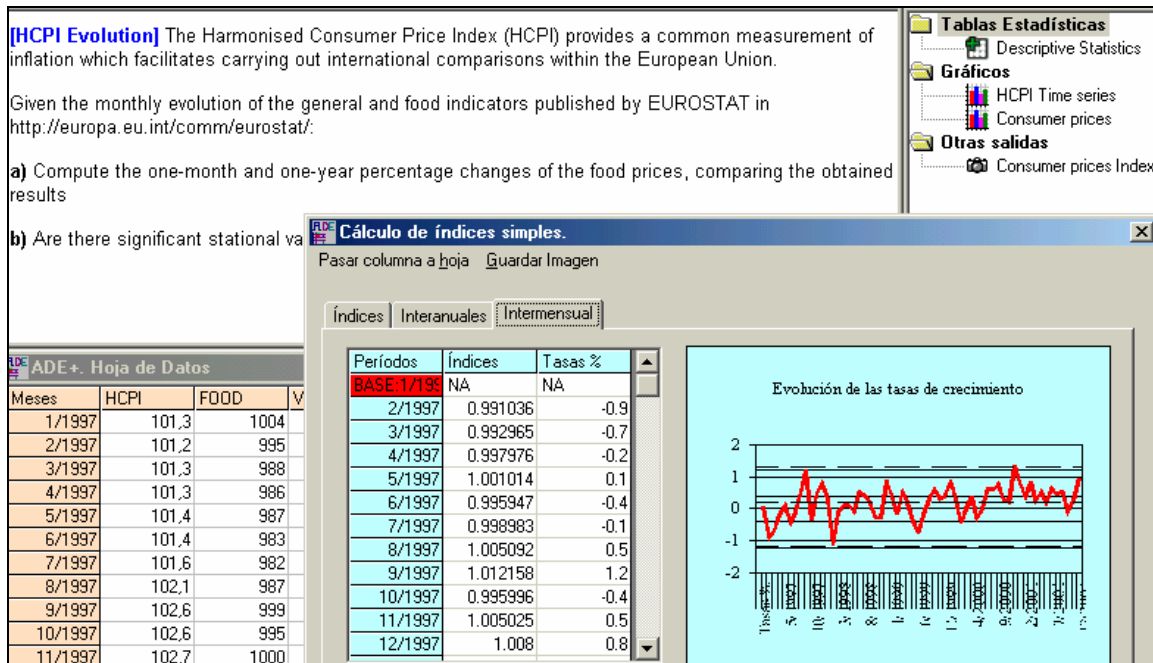 [HCPI Evolution] The Harmonised Consumer Price Index (HCPI) provides a common measurement of
inflation which facilitates carrying out international comparisons within the European Union.
Given the monthly evolution of the general and food indicators published by EUROSTAT in
http://europa.eu.int/comm/eurostat/:
a) Compute the one-month and one-year percentage changes of the food prices, comparing the obtained
results
b) Are there significant stational va
Tablas Estadísticas
Descriptive Statistics
Gráficos
HCPI Time series
Consumer prices
Otras salidas
Consumer prices Index
Cálculo de índices simples.
Pasar columna a hoja Guardar Imagen
Índices Interanuales Intermensual
Períodos Índices Tasas %
BASE:1/199 NA NA
2/1997 0.991036 -0.9
3/1997 0.992965 -0.7
4/1997 0.997976 -0.2
5/1997 1.001014 0.1
6/1997 0.995947 -0.4
7/1997 0.998983 -0.1
8/1997 1.005092 0.5
9/1997 1.012158 1.2
10/1997 0.995996 -0.4
11/1997 1.005025 0.5
12/1997 1.008 0.8
Evolución de las tasas de crecimiento
2
1
0
-1
-2
Tasas %
ADE+. Hoja de Datos
Meses HCPI FOOD V
1/1997 101,3 1004
2/1997 101,2 995
3/1997 101,3 988
4/1997 101,3 986
5/1997 101,4 987
6/1997 101,4 983
7/1997 101,6 982
8/1997 102,1 987
9/1997 102,6 999
10/1997 102,6 995
11/1997 102,7 1000